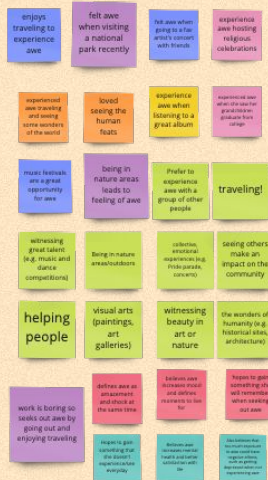 enjoys
traveling to
experience
awe
felt awe
when visiting
a national
park recently
felt awe when
going to a fav
artist's concert
with friends
experience
awe hosting
religious
celebrations
experienced
awe traveling
and seeing
some wonders
of the world
loved
seeing the
human
feats
experience
awe when
listening to a
great album
experienced
awe when
she saw her
grand children
graduate from
college
music festivals
are a great
opportunity
for awe
being in
nature areas
leads to
feeling of awe
Prefer to
experience
awe with a
group of other
people
traveling!
witnessing
great talent
(e.g. music and
dance
competitions)
Being in nature
areas/outdoors
collective,
emotional
experiences (e.g.
Pride parade,
concerts)
seeing others
make an
impact on the
community
helping
people
visual arts
(paintings,
art
galleries)
witnessing
beauty in
art or
nature
the wonders of
humanity (e.g.
historical sites,
architecture)
work is boring so
seeks out awe by
going out and
enjoying traveling
defines awe as
amazement
and shock at
the same time
believes awe
increases mood
and defines
moments to live
for
hopes to gain
something sh
will remembe
when seeking
out awe
Hopes to gain
something that
she doesn't
experience/see
everyday
Believes awe
increases mental
health and better
satisfaction with
life